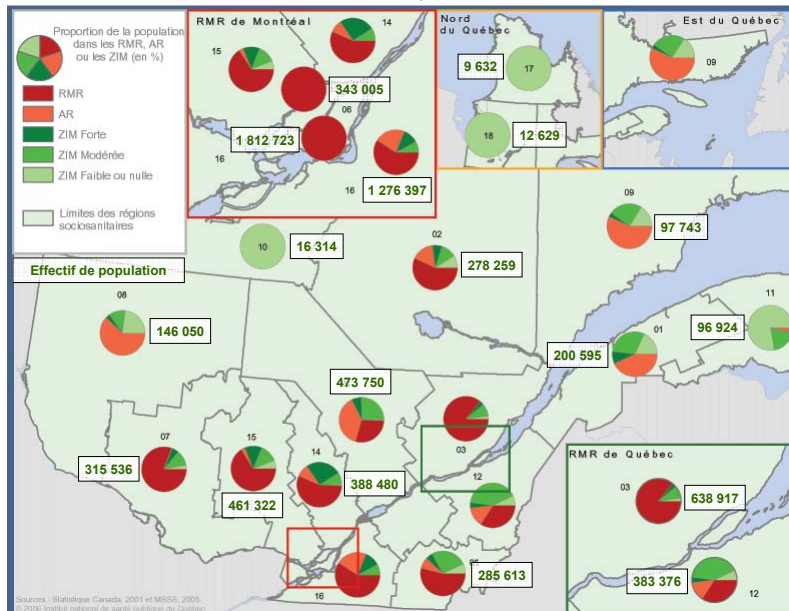 Proportion de la population
dans les RMR, AR
ou les ZIM (en %)
RMR
AR
ZIM Forte
ZIM Modérée
ZIM Faible ou nulle
Limites des régions
sociosanitaires
Effectif de population
RMR de Montréal
14
15
343 005
06
1 812 723
16
1 276 397
16
Nord
du Québec
9 632
17
18
12 629
Est du Québec
09
10
16 314
02
278 259
09
97 743
08
146 050
11
96 924
01
200 595
473 750
07
315 536
15
461 322
14
388 480
03
12
285 613
16
RMR de Québec
03
638 917
383 376
12
Sources : Statistique Canada, 2001 et MSSS, 2005.
© 2006 Institut national de santé publique du Québec